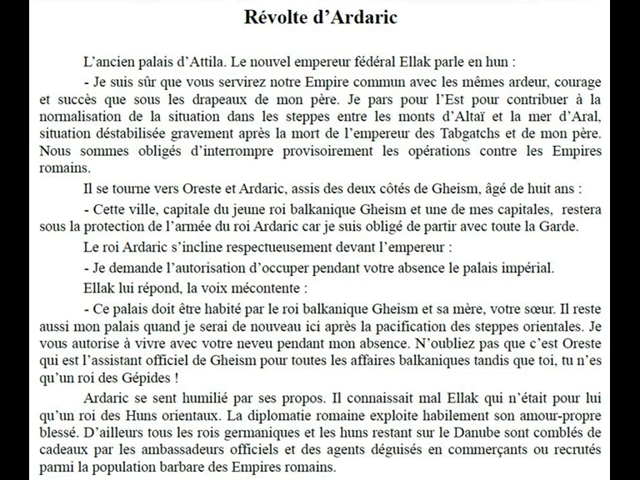 Révolte d’Ardaric
L’ancien palais d’Attila. Le nouvel empereur fédéral Ellak parle en hun :
- Je suis sûr que vous servirez notre Empire commun avec les mêmes ardeur, courage
et succès que sous les drapeaux de mon père. Je pars pour l’Est pour contribuer à la
normalisation de la situation dans les steppes entre les monts d’Altaï et la mer d’Aral,
situation déstabilisée gravement après la mort de l’empereur des Tabgatchs et de mon père.
Nous sommes obligés d’interrompre provisoirement les opérations contre les Empires
romains.
Il se tourne vers Oreste et Ardaric, assis des deux côtés de Gheism, âgé de huit ans :
- Cette ville, capitale du jeune roi balkanique Gheism et une de mes capitales, restera
sous la protection de l’armée du roi Ardaric car je suis obligé de partir avec toute la Garde.
Le roi Ardaric s’incline respectueusement devant l’empereur :
- Je demande l’autorisation d’occuper pendant votre absence le palais impérial.
Ellak lui répond, la voix mécontente :
- Ce palais doit être habité par le roi balkanique Gheism et sa mère, votre sœur. Il reste
aussi mon palais quand je serai de nouveau ici après la pacification des steppes orientales. Je
vous autorise à vivre avec votre neveu pendant mon absence. N’oubliez pas que c’est Oreste
qui est l’assistant officiel de Gheism pour toutes les affaires balkaniques tandis que toi, tu n’es
qu’un roi des Gépides !
Ardaric se sent humilié par ses propos. Il connaissait mal Ellak qui n’était pour lui
qu’un roi des Huns orientaux. La diplomatie romaine exploite habilement son amour-propre
blessé. D’ailleurs tous les rois germaniques et les huns restant sur le Danube sont comblés de
cadeaux par les ambassadeurs officiels et des agents déguisés en commerçants ou recrutés
parmi la population barbare des Empires romains.